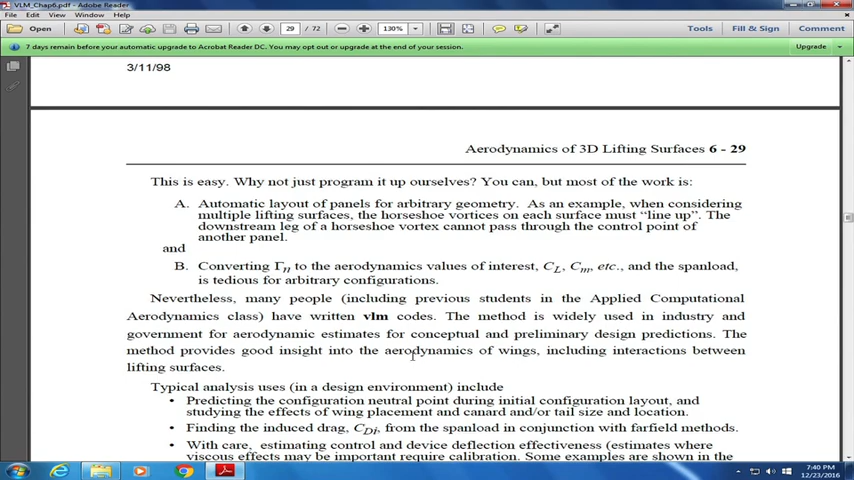 VLM_Chap6.pdf - Adobe Reader
File Edit View Window Help
Open 29 / 72 130% Tools Fill & Sign Comment
7 days remain before your automatic upgrade to Acrobat Reader DC. You may opt out or upgrade at the end of your session. Upgrade
3/11/98
Aerodynamics of 3D Lifting Surfaces 6 - 29
This is easy. Why not just program it up ourselves? You can, but most of the work is:
A. Automatic layout of panels for arbitrary geometry. As an example, when considering
multiple lifting surfaces, the horseshoe vortices on each surface must “line up”. The
downstream leg of a horseshoe vortex cannot pass through the control point of
another panel.
and
B. Converting Γn to the aerodynamics values of interest, CL, Cm, etc., and the spanload,
is tedious for arbitrary configurations.
Nevertheless, many people (including previous students in the Applied Computational
Aerodynamics class) have written vlm codes. The method is widely used in industry and
government for aerodynamic estimates for conceptual and preliminary design predictions. The
method provides good insight into the aerodynamics of wings, including interactions between
lifting surfaces.
Typical analysis uses (in a design environment) include
• Predicting the configuration neutral point during initial configuration layout, and
studying the effects of wing placement and canard and/or tail size and location.
• Finding the induced drag, CDi, from the spanload in conjunction with farfield methods.
• With care, estimating control and device deflection effectiveness (estimates where
viscous effects may be important require calibration. Some examples are shown in the
7:40 PM
12/23/2016